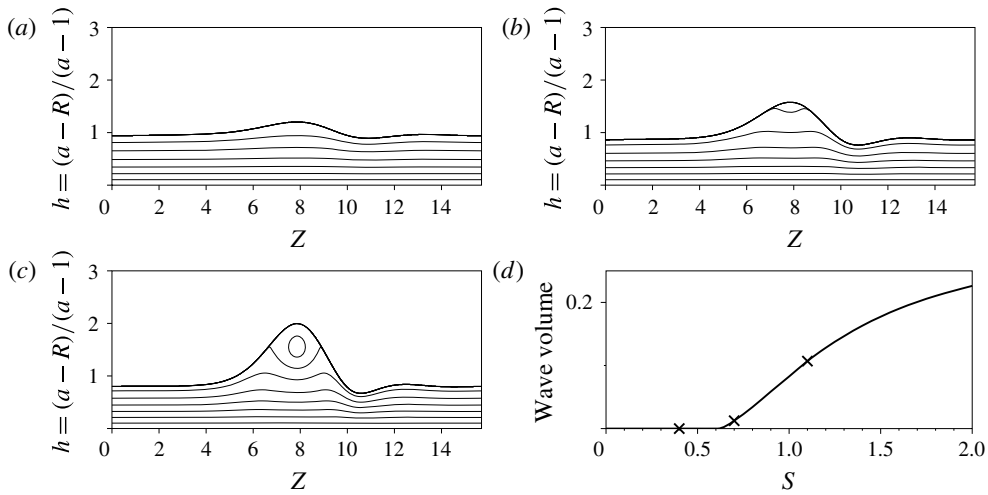 (a)
h = (a − R)/(a − 1)
3
2
1
0 2 4 6 8 10 12 14
Z
(b)
h = (a − R)/(a − 1)
3
2
1
0 2 4 6 8 10 12 14
Z
(c)
h = (a − R)/(a − 1)
3
2
1
0 2 4 6 8 10 12 14
Z
(d)
Wave volume
0.2
0 0.5 1.0 1.5 2.0
S